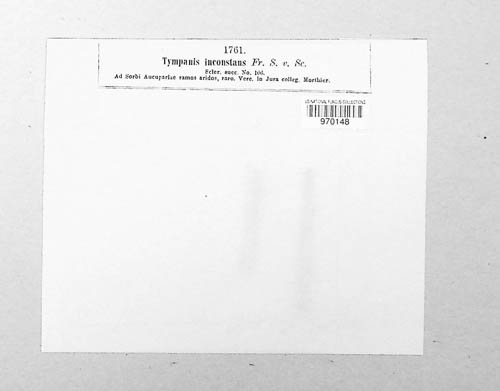 1761.
Tympanis inconstans Fr. S. v. Sc.
Scler. suec. No. 166.
Ad Sorbi Aucupariae ramos aridos, raro. Vere. in Jura colleg. Morthier.
US NATIONAL FUNGUS COLLECTIONS
970148